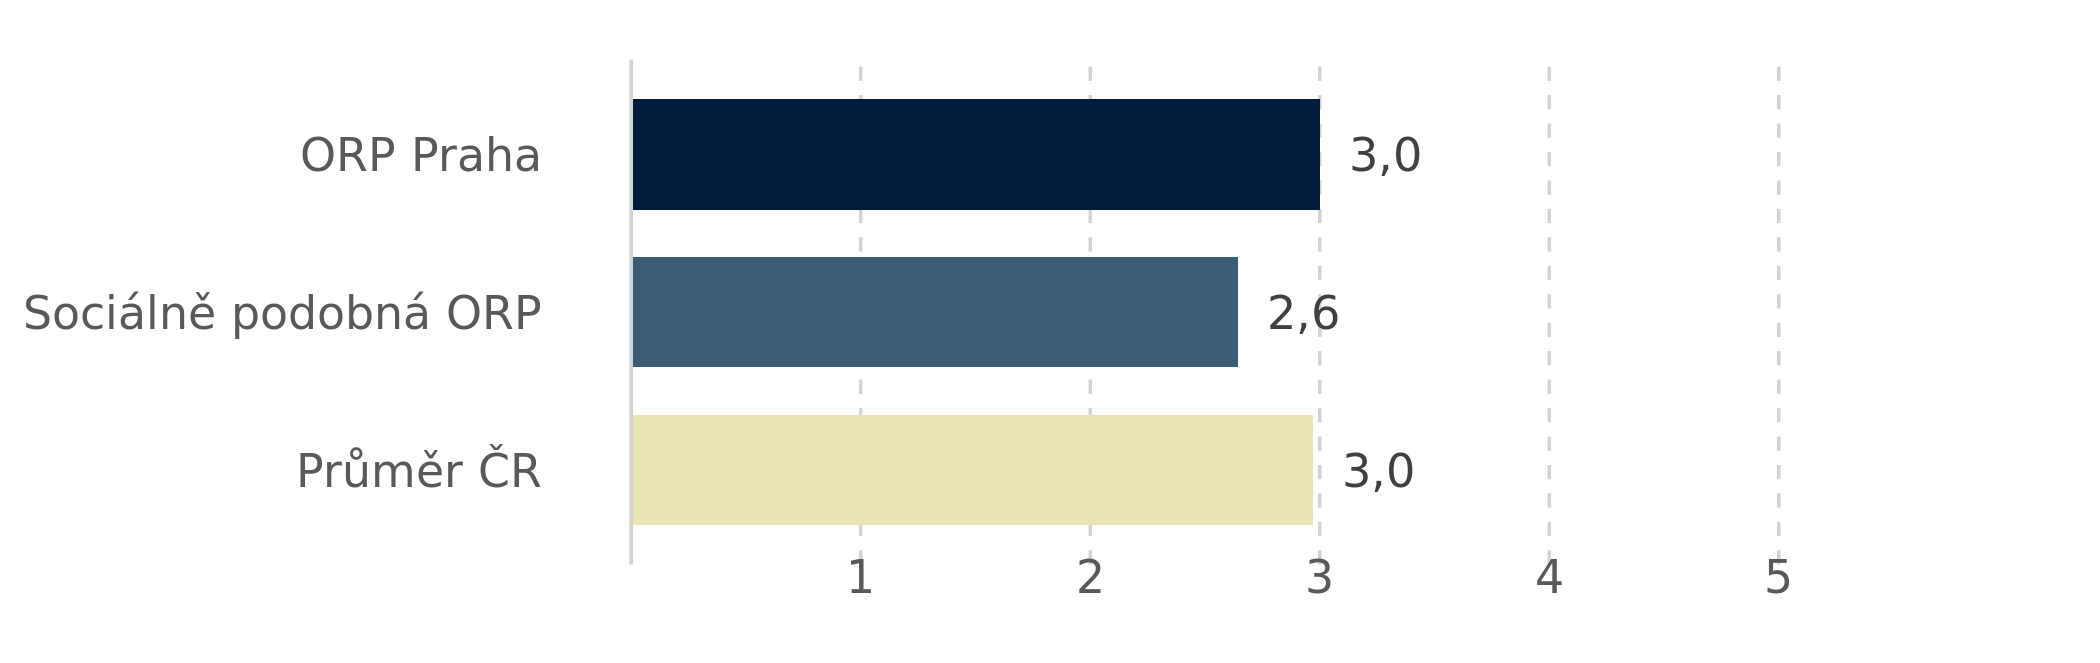 ORP Praha 3,0
Sociálně podobná ORP 2,6
Průměr ČR 3,0
1 2 3 4 5